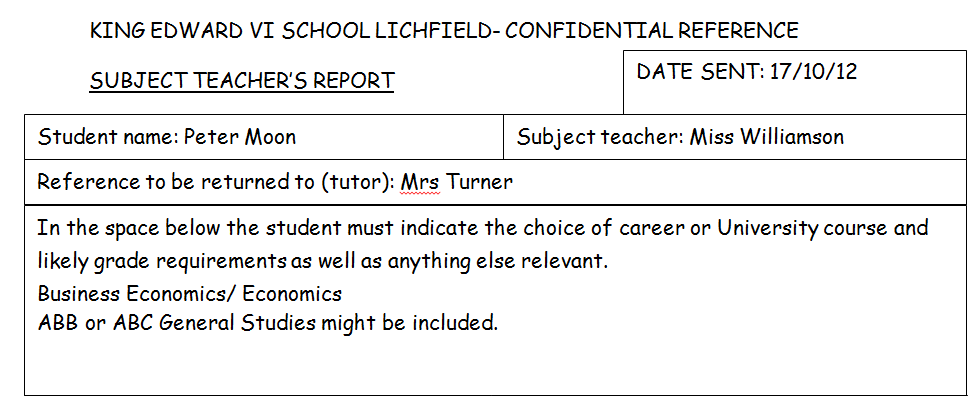 KING EDWARD VI SCHOOL LICHFIELD- CONFIDENTIAL REFERENCE
SUBJECT TEACHER'S REPORT
DATE SENT: 17/10/12
Student name: Peter Moon
Subject teacher: Miss Williamson
Reference to be returned to (tutor): Mrs Turner
In the space below the student must indicate the choice of career or University course and
likely grade requirements as well as anything else relevant.
Business Economics/ Economics
ABB or ABC General Studies might be included.